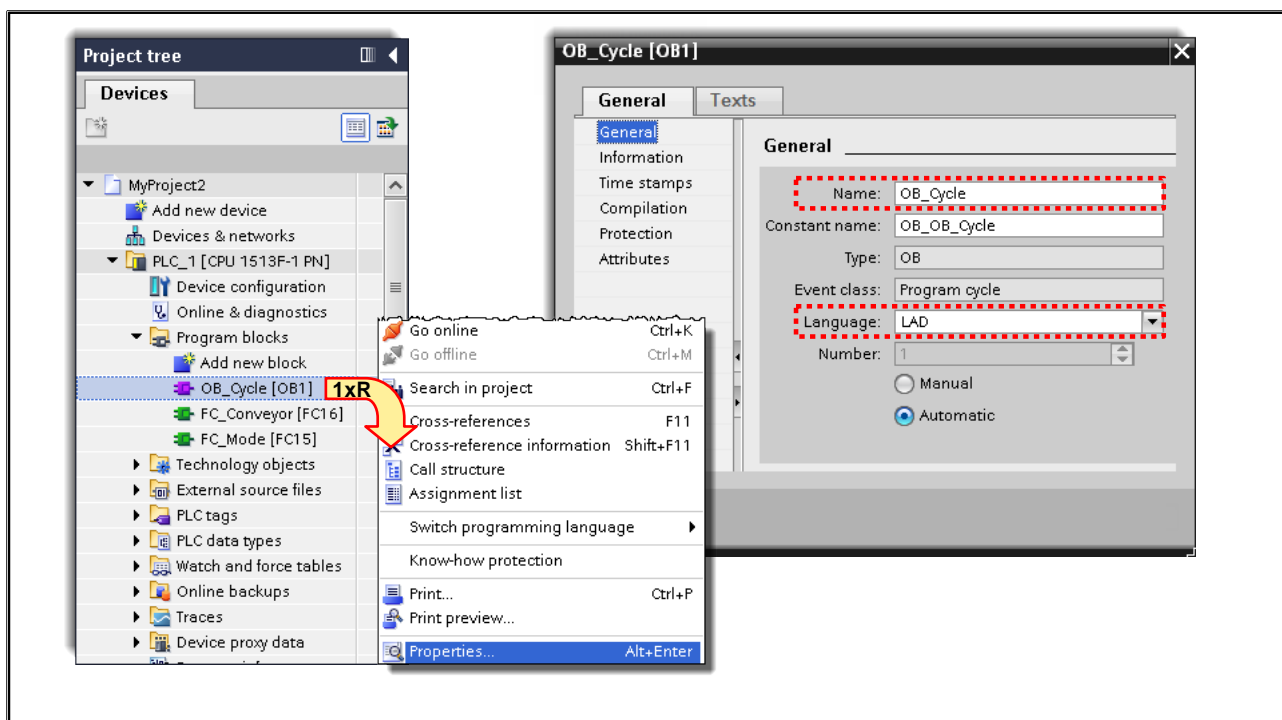 Project tree
Devices
MyProject2
Add new device
Devices & networks
PLC_1 [CPU 1513F-1 PN]
Device configuration
Online & diagnostics
Program blocks
Add new block
OB_Cycle [OB1]
FC_Conveyor [FC16]
FC_Mode [FC15]
Technology objects
External source files
PLC tags
PLC data types
Watch and force tables
Online backups
Traces
Device proxy data
1xR
Go online Ctrl+K
Go offline Ctrl+M
Search in project Ctrl+F
Cross-references F11
Cross-reference information Shift+F11
Call structure
Assignment list
Switch programming language
Know-how protection
Print... Ctrl+P
Print preview...
Properties... Alt+Enter
OB_Cycle [OB1]
General Texts
General
Information
Time stamps
Compilation
Protection
Attributes
General
Name: OB_Cycle
Constant name: OB_OB_Cycle
Type: OB
Event class: Program cycle
Language: LAD
Number: 1
Manual
Automatic